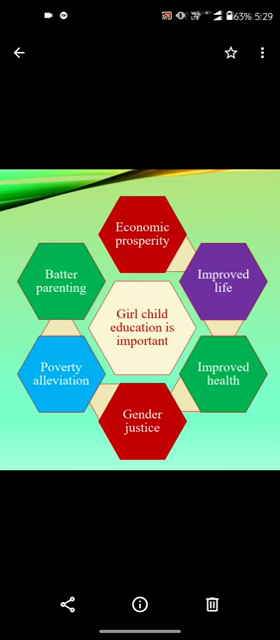 63% 5:29
Economic
prosperity
Batter
parenting
Improved
life
Girl child
education is
important
Poverty
alleviation
Improved
health
Gender
justice